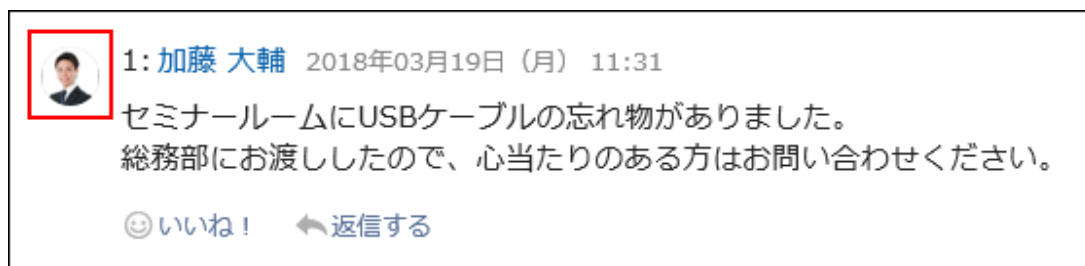 1: 加藤 大輔 2018年03月19日（月） 11:31
セミナールームにUSBケーブルの忘れ物がありました。
総務部にお渡ししたので、心当たりのある方はお問い合わせください。
いいね！ 返信する